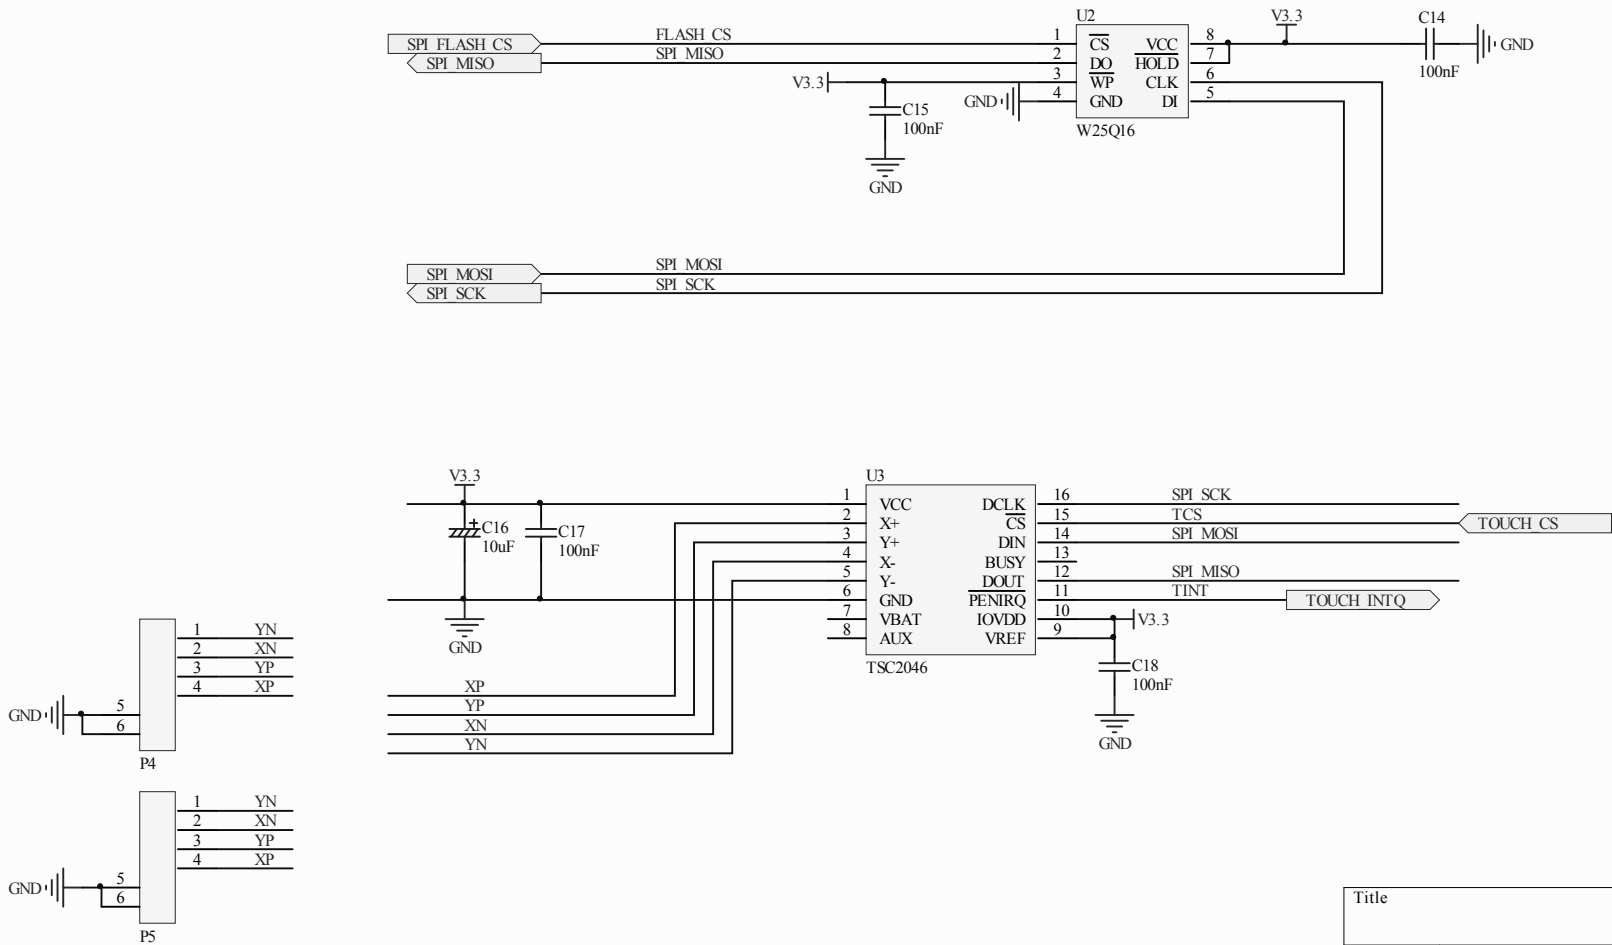 U2
V3.3
C14
SPI_FLASH_CS
FLASH_CS
1
CS
VCC
8
GND
SPI_MISO
SPI_MISO
2
DO
HOLD
7
100nF
V3.3
3
WP
CLK
6
GND
4
GND
DI
5
C15
100nF
W25Q16
GND
SPI_MOSI
SPI_MOSI
SPI_SCK
SPI_SCK
V3.3
U3
1
VCC
DCLK
16
SPI_SCK
2
X+
CS
15
TCS
TOUCH_CS
C16
10uF
C17
100nF
3
Y+
DIN
14
SPI_MOSI
4
X-
BUSY
13
5
Y-
DOUT
12
SPI_MISO
6
GND
PENIRQ
11
TINT
TOUCH_INTQ
7
VBAT
IOVDD
10
V3.3
8
AUX
VREF
9
GND
TSC2046
C18
100nF
GND
1
YN
2
XN
3
YP
4
XP
GND
5
6
P4
XP
YP
XN
YN
1
YN
2
XN
3
YP
4
XP
GND
5
6
P5
Title